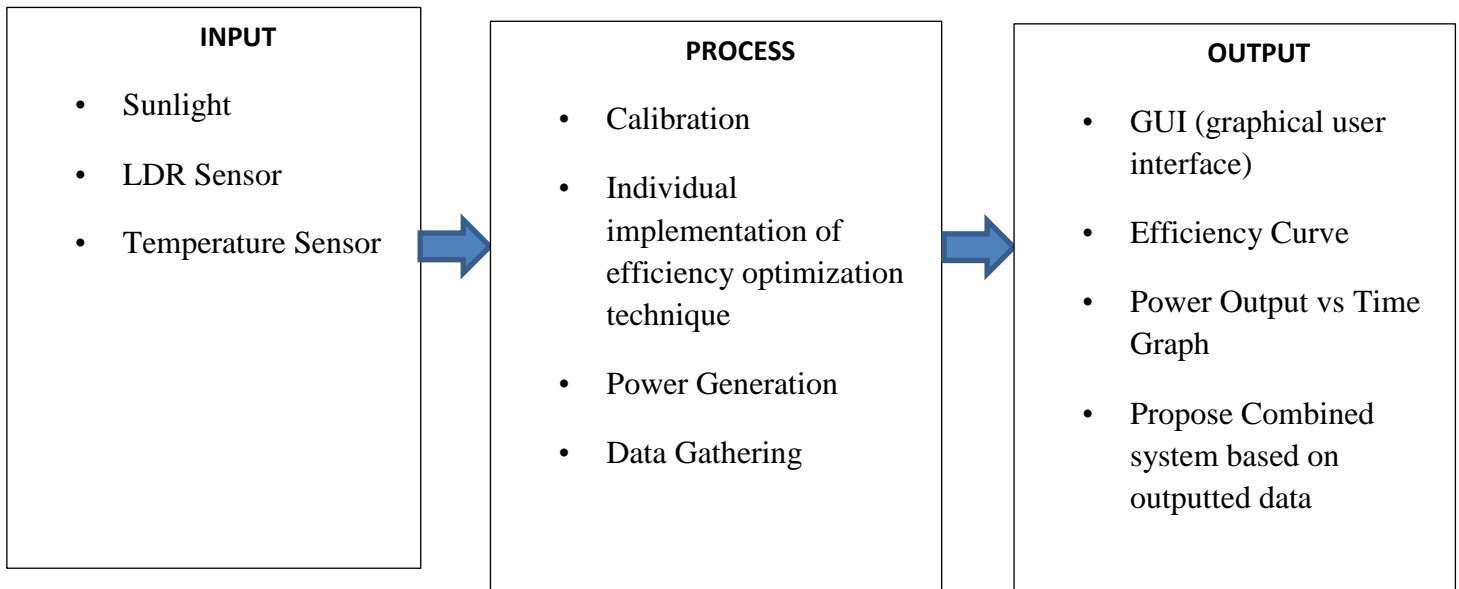 INPUT
• Sunlight
• LDR Sensor
• Temperature Sensor
PROCESS
• Calibration
• Individual
implementation of
efficiency optimization
technique
• Power Generation
• Data Gathering
OUTPUT
• GUI (graphical user
interface)
• Efficiency Curve
• Power Output vs Time
Graph
• Propose Combined
system based on
outputted data